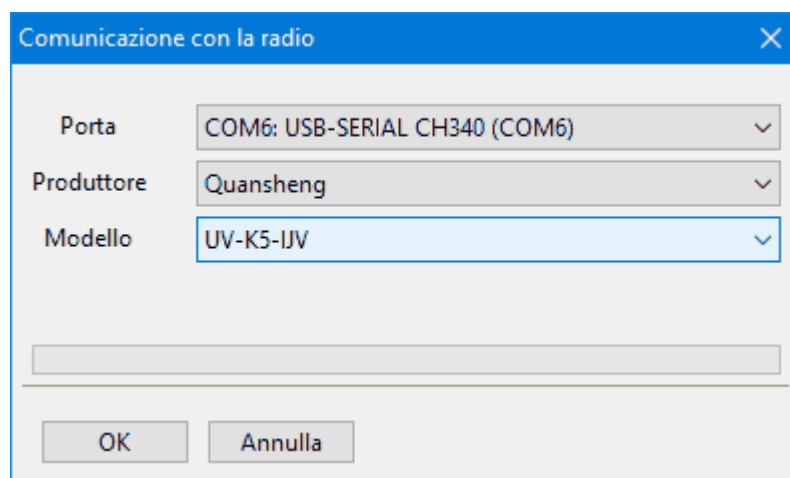 Comunicazione con la radio
Porta COM6: USB-SERIAL CH340 (COM6)
Produttore Quansheng
Modello UV-K5-IJV
OK Annulla